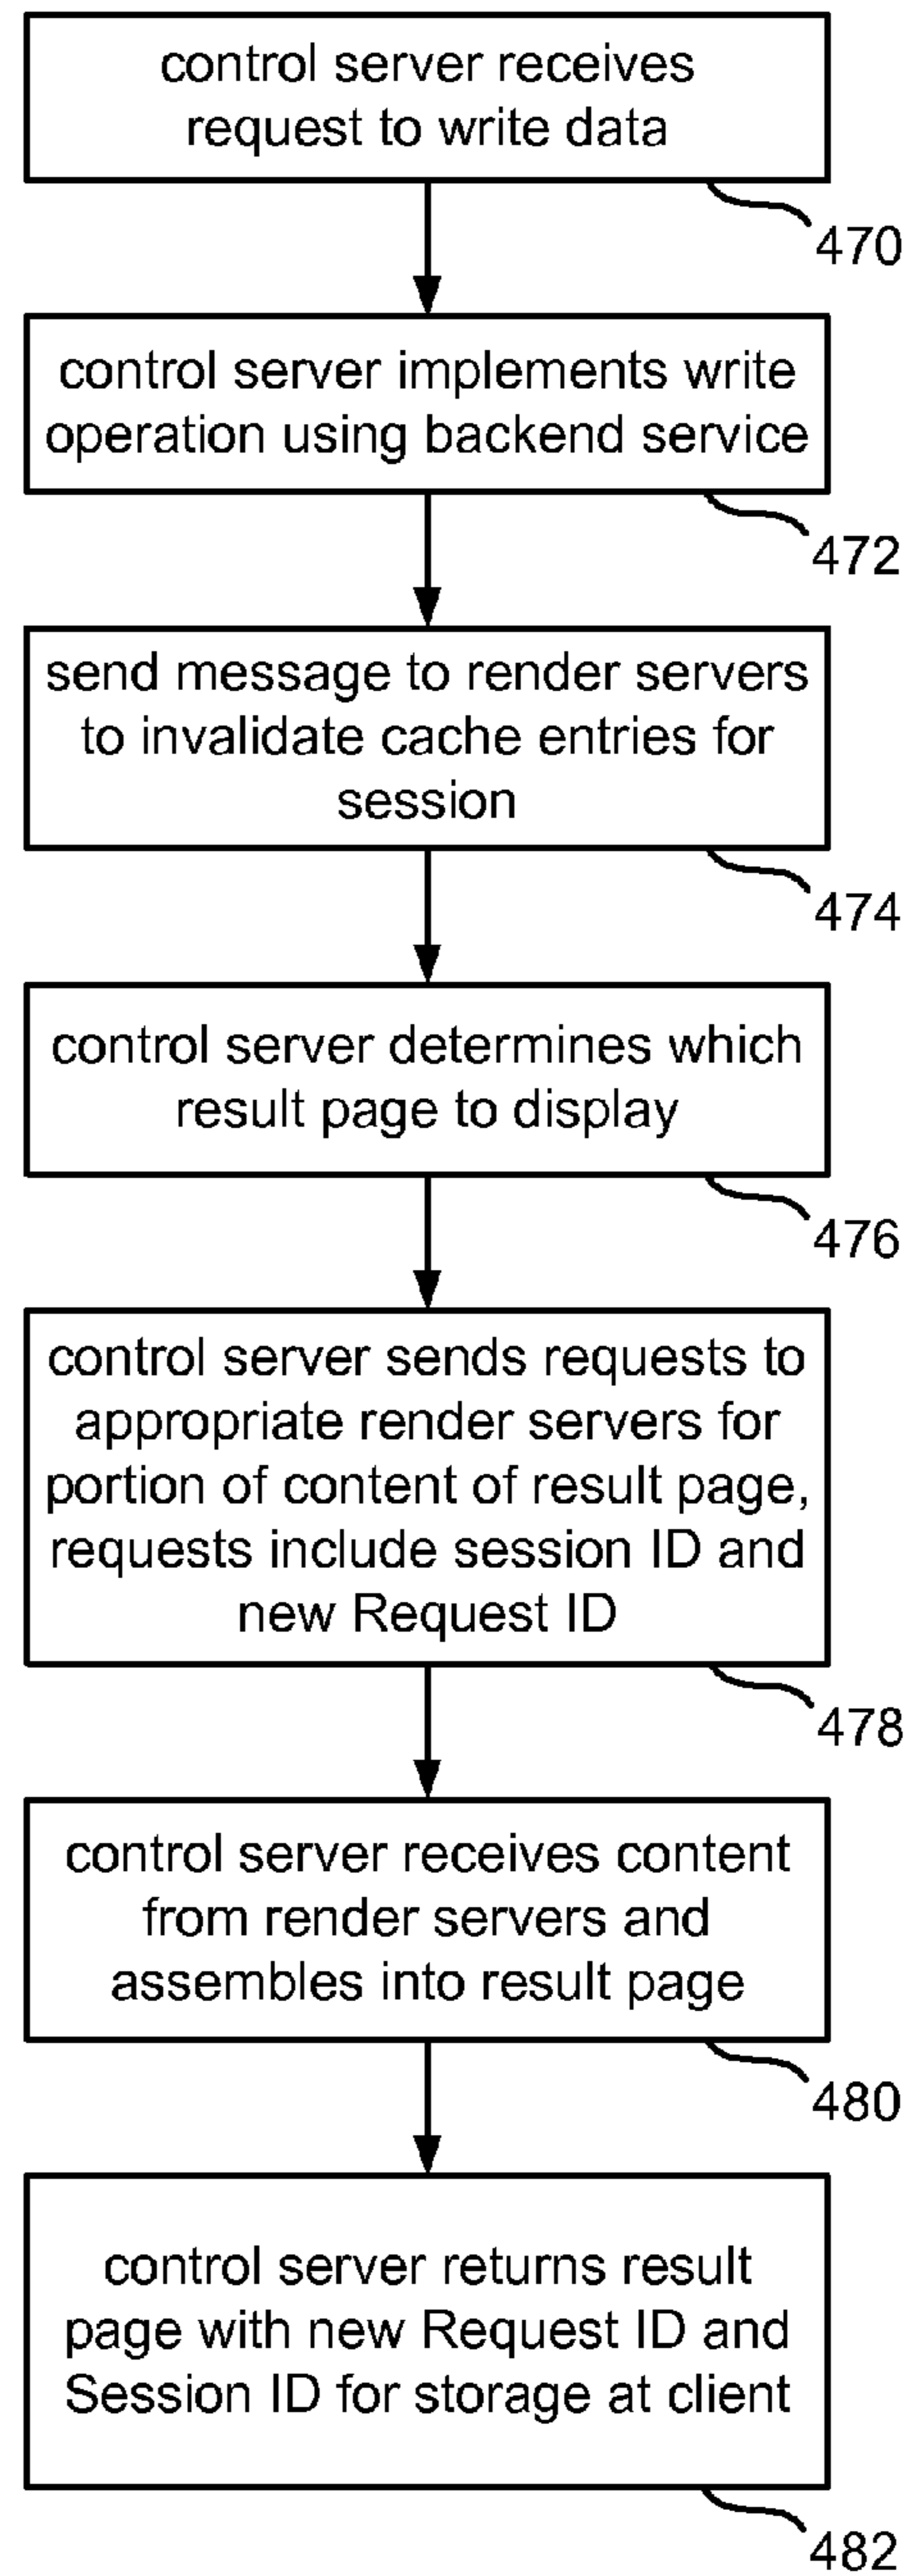 control server receives
request to write data
470
control server implements write
operation using backend service
472
send message to render servers
to invalidate cache entries for
session
474
control server determines which
result page to display
476
control server sends requests to
appropriate render servers for
portion of content of result page,
requests include session ID and
new Request ID
478
control server receives content
from render servers and
assembles into result page
480
control server returns result
page with new Request ID and
Session ID for storage at client
482